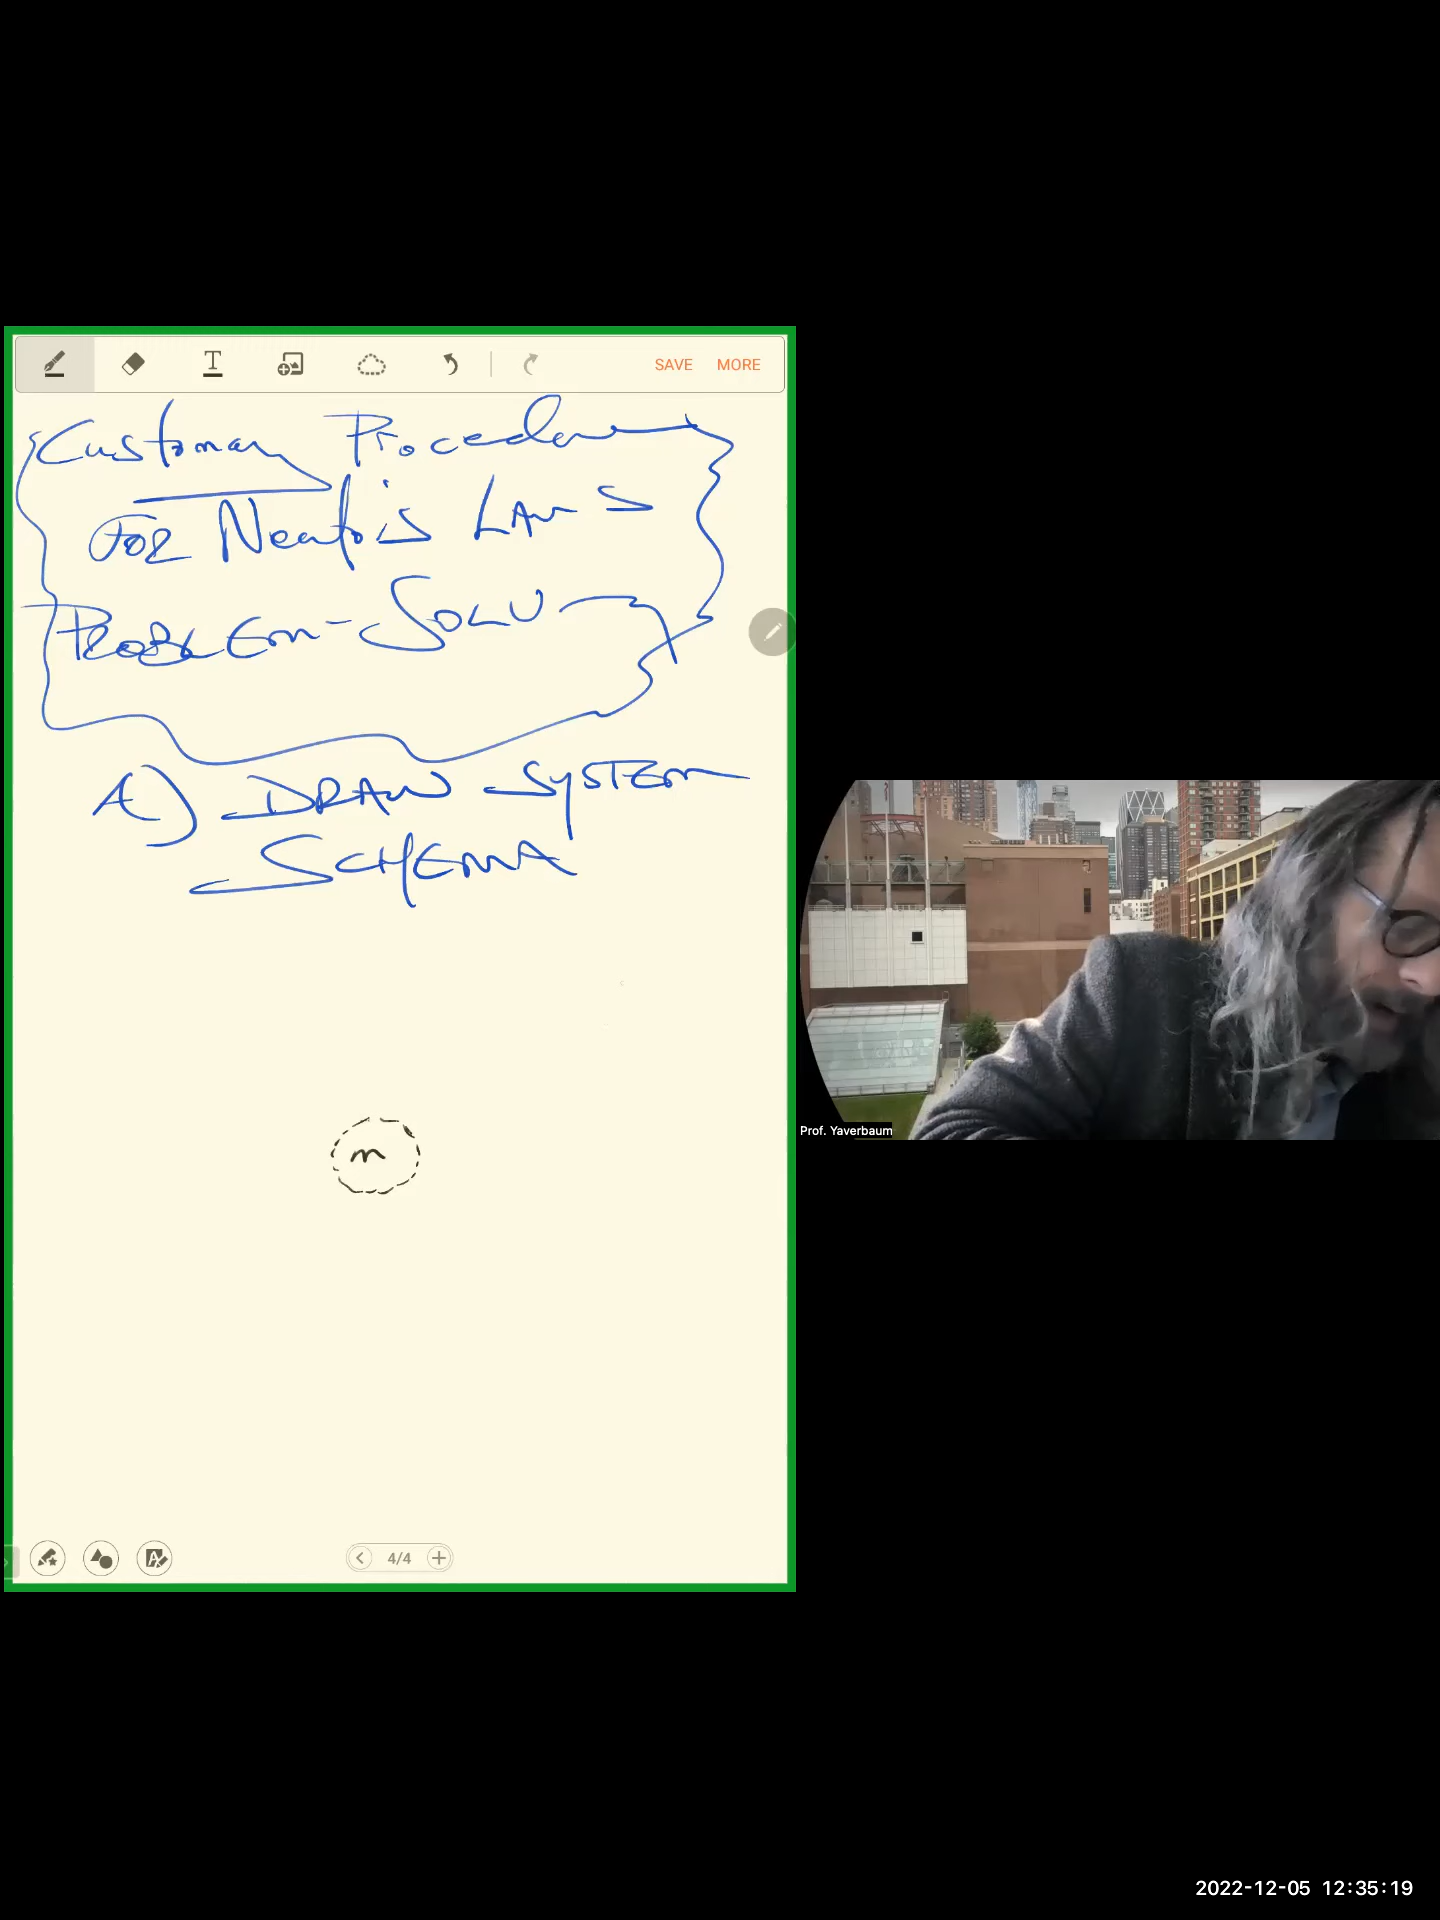 SAVE MORE
Customary Procedure
FOR Newton's LAWS
PROBLEM-SOLV
A) DRAW SYSTEM
SCHEMA
m
4/4
Prof. Yaverbaum
2022-12-05 12:35:19